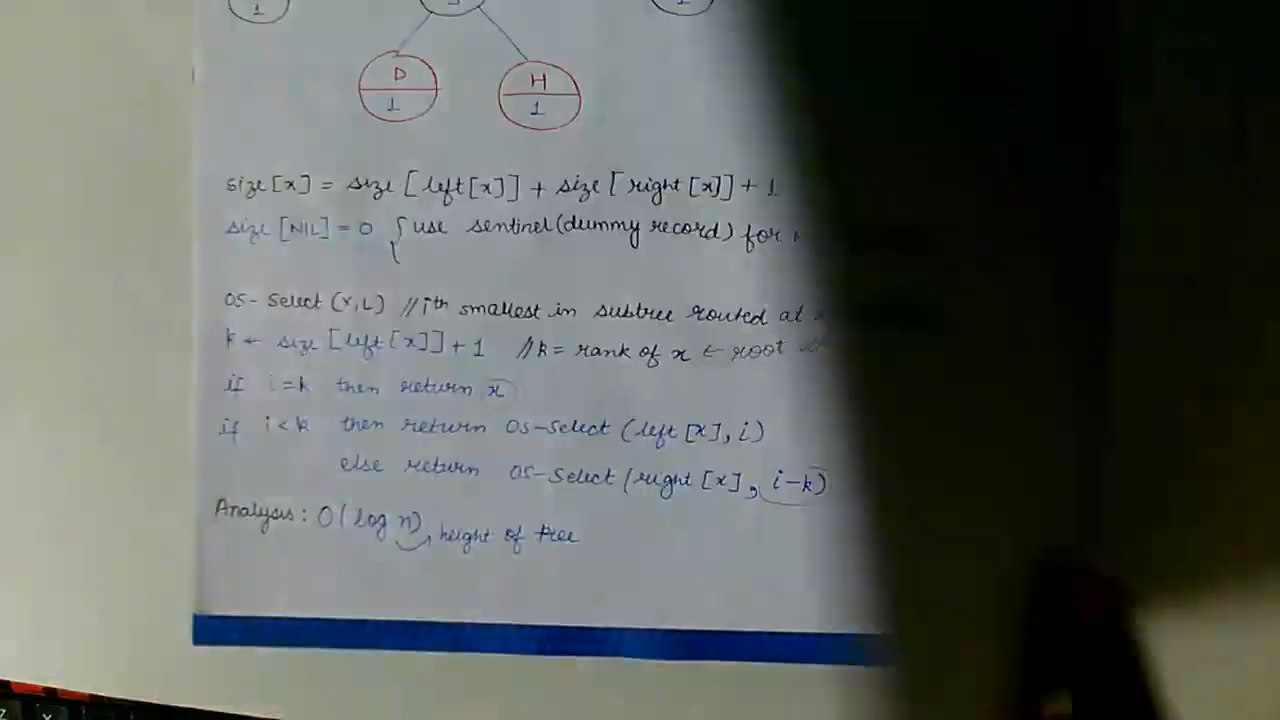 1
D
1
H
1
size [x] = size [left [x]] + size [right [x]] + 1
size [NIL] = 0 { use sentinel (dummy record) for
OS- Select (x, i) // ith smallest in subtree routed at
k ← size [left [x]] + 1 // k = rank of x ← root
if i = k then return x
if i < k then return OS-Select (left [x], i)
else return OS-Select (right [x], i-k)
Analysis: O(log n) height of tree